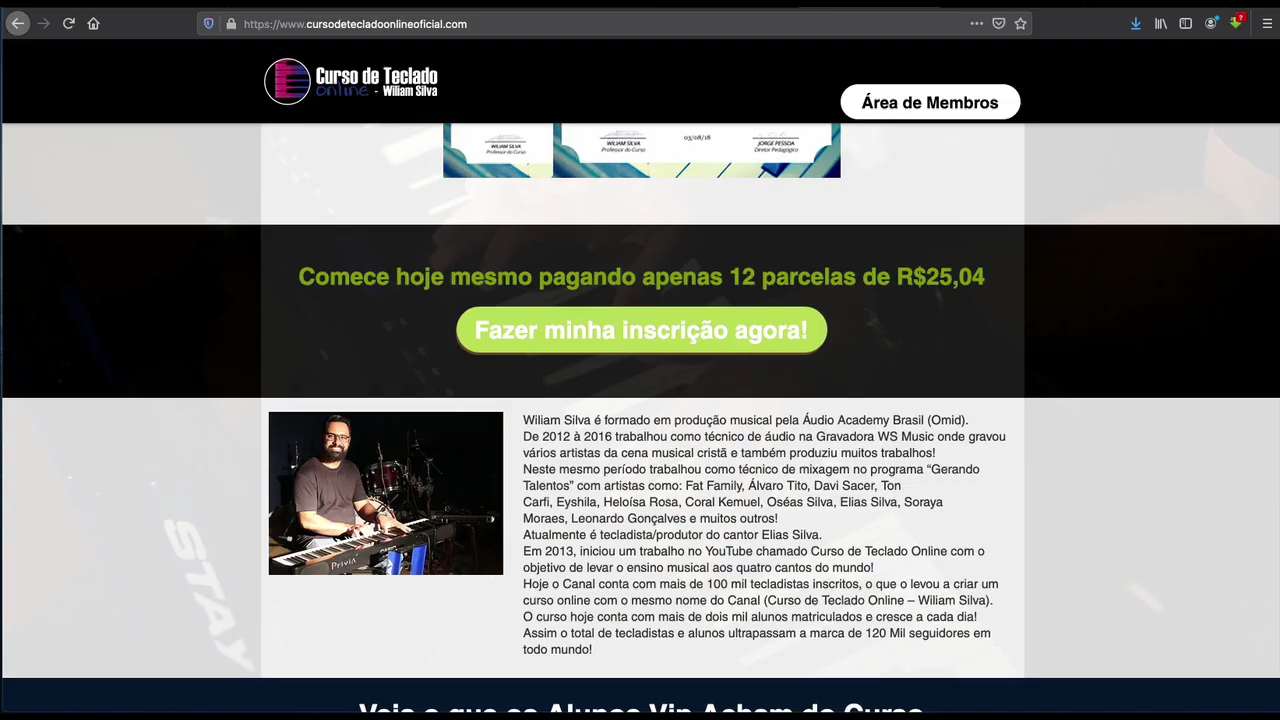 https://www.cursodetecladoonlineoficial.com
?
Curso de Teclado
online - Wiliam Silva
Área de Membros
WILIAM SILVA
Professor do Curso
WILIAM SILVA
Professor do Curso
03/08/18
JORGE PESSOA
Diretor Pedagógico
Comece hoje mesmo pagando apenas 12 parcelas de R$25,04
Fazer minha inscrição agora!
Wiliam Silva é formado em produção musical pela Áudio Academy Brasil (Omid).
De 2012 à 2016 trabalhou como técnico de áudio na Gravadora WS Music onde gravou
vários artistas da cena musical cristã e também produziu muitos trabalhos!
Neste mesmo período trabalhou como técnico de mixagem no programa “Gerando
Talentos” com artistas como: Fat Family, Álvaro Tito, Davi Sacer, Ton
Carfi, Eyshila, Heloísa Rosa, Coral Kemuel, Oséas Silva, Elias Silva, Soraya
Moraes, Leonardo Gonçalves e muitos outros!
Atualmente é tecladista/produtor do cantor Elias Silva.
Em 2013, iniciou um trabalho no YouTube chamado Curso de Teclado Online com o
objetivo de levar o ensino musical aos quatro cantos do mundo!
Hoje o Canal conta com mais de 100 mil tecladistas inscritos, o que o levou a criar um
curso online com o mesmo nome do Canal (Curso de Teclado Online – Wiliam Silva).
O curso hoje conta com mais de dois mil alunos matriculados e cresce a cada dia!
Assim o total de tecladistas e alunos ultrapassam a marca de 120 Mil seguidores em
todo mundo!
PriviA
STAY
Veja o que os Alunos Vip Acham do Curso